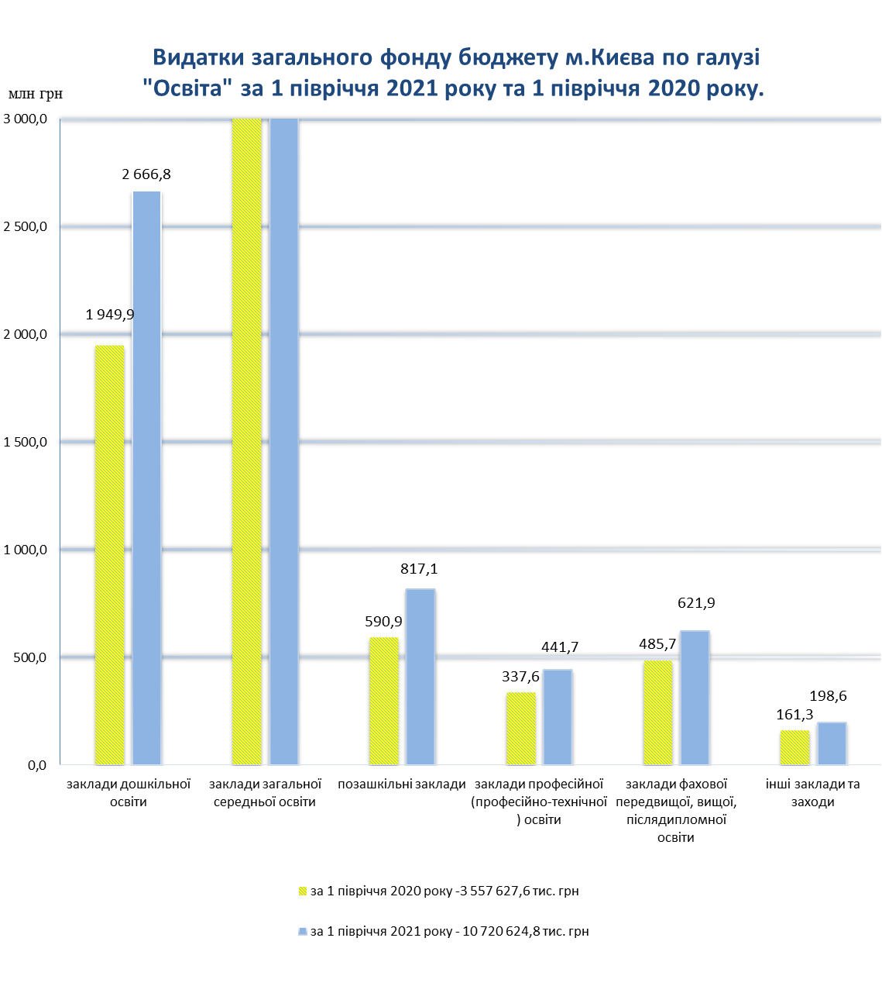 Видатки загального фонду бюджету м.Києва по галузі
"Освіта" за 1 півріччя 2021 року та 1 півріччя 2020 року.
млн грн
3 000,0
2 666,8
2 500,0
1 949,9
2 000,0
1 500,0
1 000,0
817,1
621,9
590,9
485,7
441,7
500,0
337,6
198,6
161,3
0,0
заклади дошкільної
освіти
заклади загальної
середньої освіти
позашкільні заклади
заклади професійної
(професійно-технічної
) освіти
заклади фахової
передвищої, вищої,
післядипломної
освіти
інші заклади та
заходи
за 1 півріччя 2020 року -3 557 627,6 тис. грн
за 1 півріччя 2021 року - 10 720 624,8 тис. грн